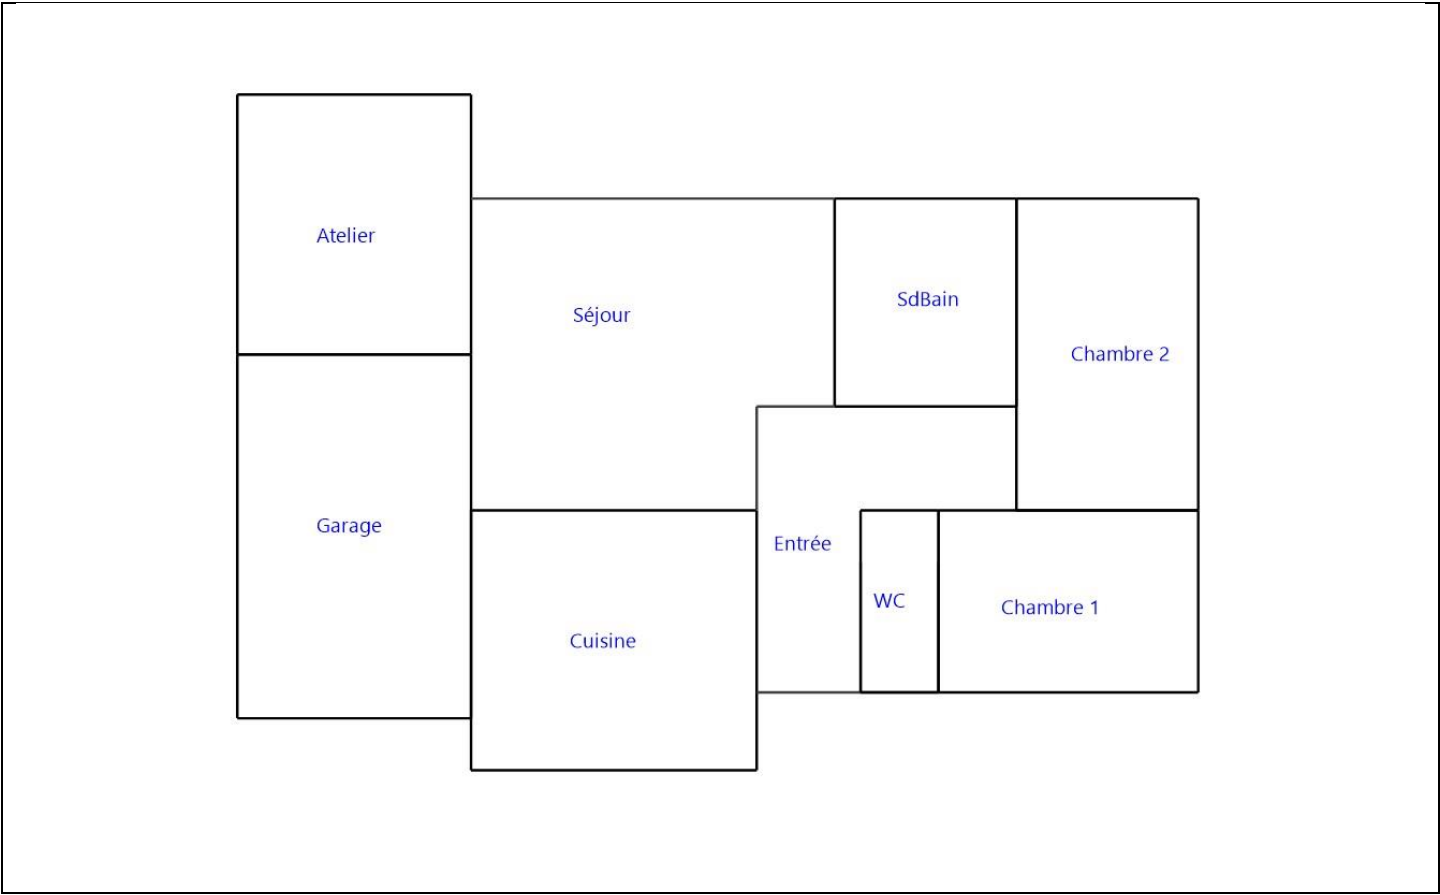 Atelier
SdBain
Séjour
Chambre 2
Garage
Entrée
WC
Chambre 1
Cuisine